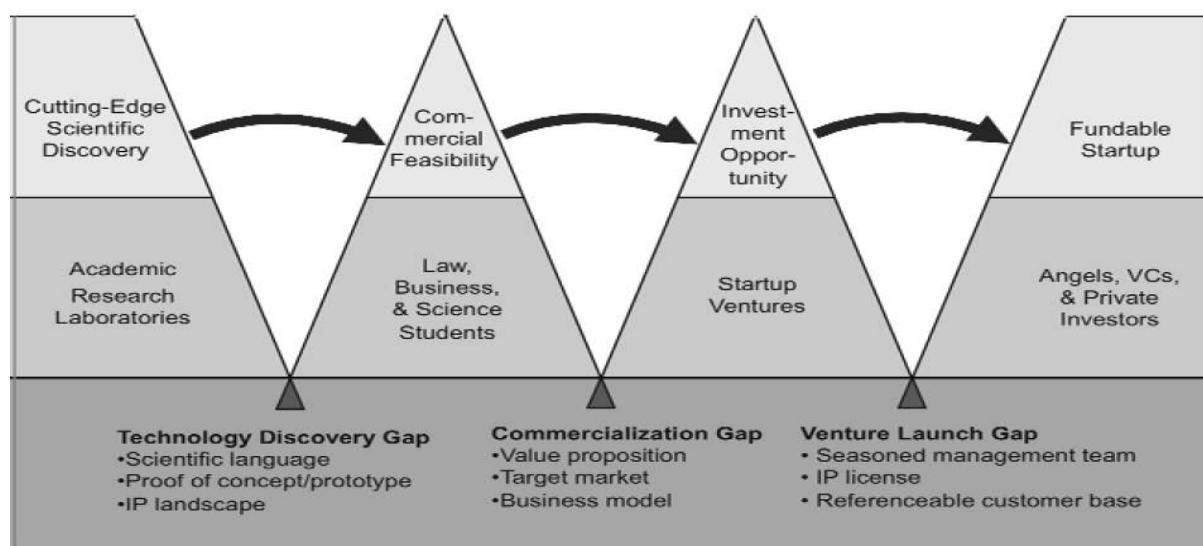 Cutting-Edge
Scientific
Discovery
Com-
mercial
Feasibility
Invest-
ment
Oppor-
tunity
Fundable
Startup
Academic
Research
Laboratories
Law,
Business,
& Science
Students
Startup
Ventures
Angels, VCs,
& Private
Investors
Technology Discovery Gap
•Scientific language
•Proof of concept/prototype
•IP landscape
Commercialization Gap
•Value proposition
•Target market
•Business model
Venture Launch Gap
• Seasoned management team
• IP license
• Referenceable customer base